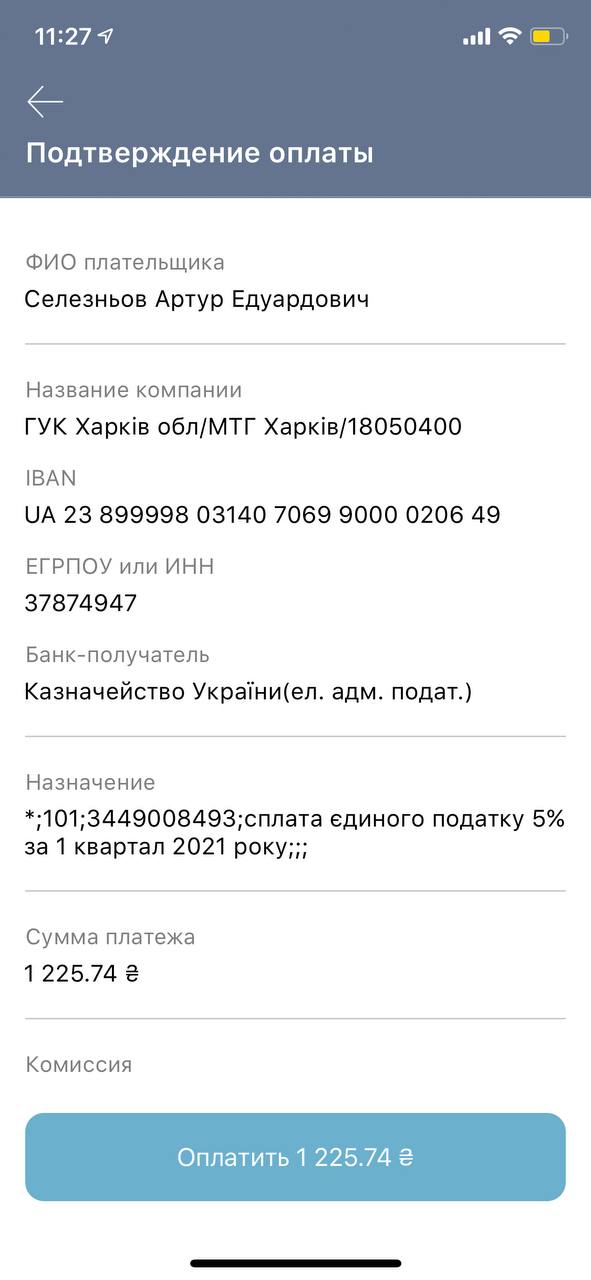 11:27
Подтверждение оплаты
ФИО плательщика
Селезньов Артур Едуардович
Название компании
ГУК Харків обл/МТГ Харків/18050400
IBAN
UA 23 899998 03140 7069 9000 0206 49
ЕГРПОУ или ИНН
37874947
Банк-получатель
Казначейство України(ел. адм. подат.)
Назначение
*;101;3449008493;сплата єдиного податку 5%
за 1 квартал 2021 року;;;
Сумма платежа
1 225.74 ₴
Комиссия
Оплатить 1 225.74 ₴